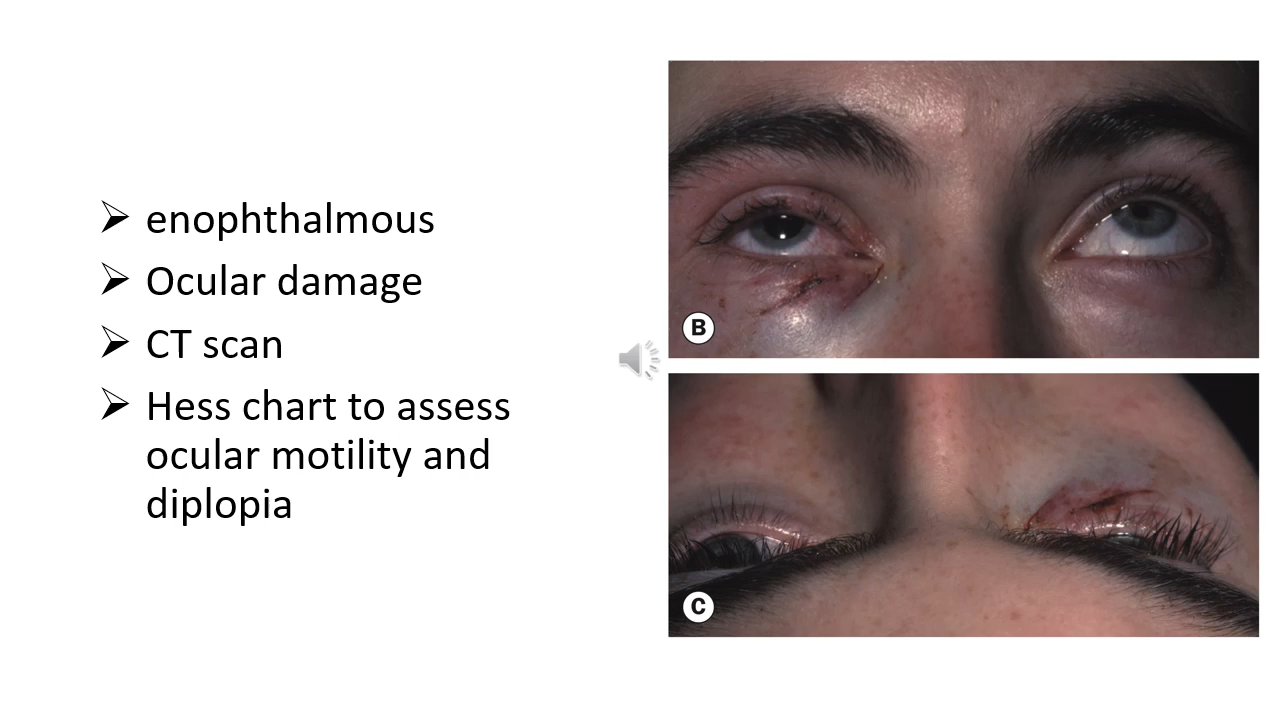 enophthalmous
Ocular damage
CT scan
Hess chart to assess
ocular motility and
diplopia
B
C